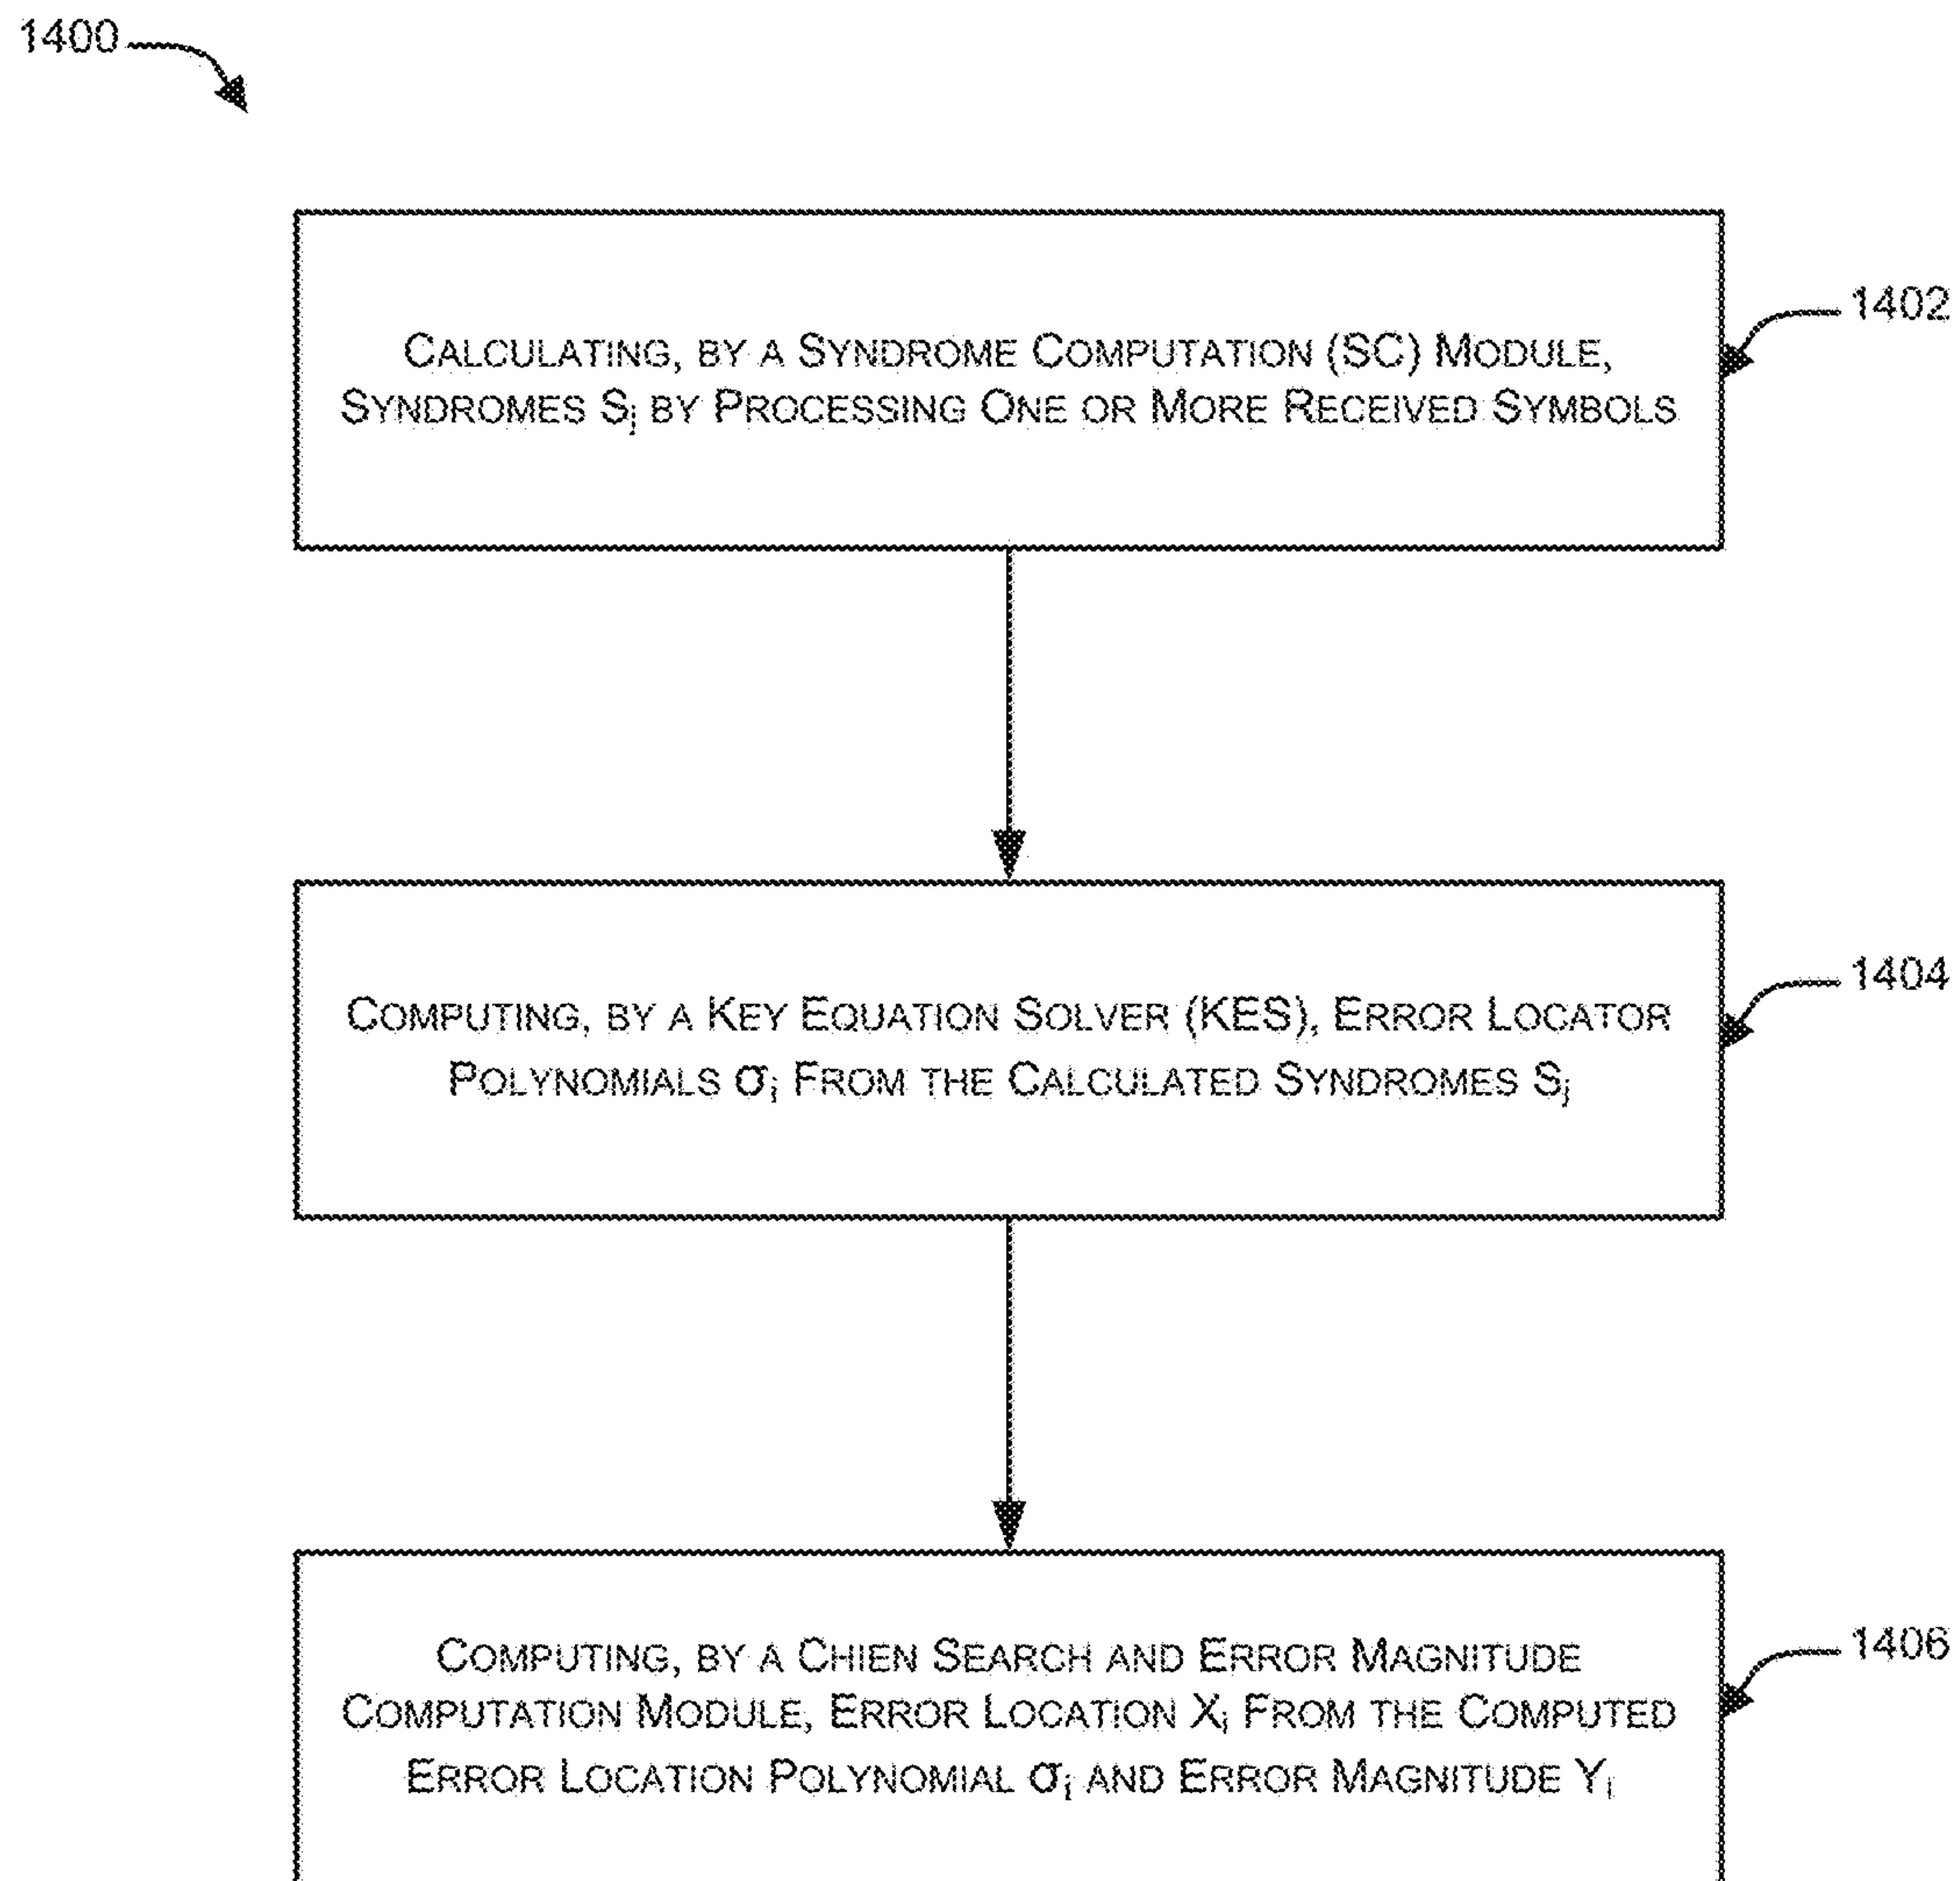 1400
CALCULATING, BY A SYNDROME COMPUTATION (SC) MODULE,
SYNDROMES Sj BY PROCESSING ONE OR MORE RECEIVED SYMBOLS
1402
COMPUTING, BY A KEY EQUATION SOLVER (KES), ERROR LOCATOR
POLYNOMIALS σi FROM THE CALCULATED SYNDROMES Sj
1404
COMPUTING, BY A CHIEN SEARCH AND ERROR MAGNITUDE
COMPUTATION MODULE, ERROR LOCATION Xi FROM THE COMPUTED
ERROR LOCATION POLYNOMIAL σi AND ERROR MAGNITUDE Yi
1406